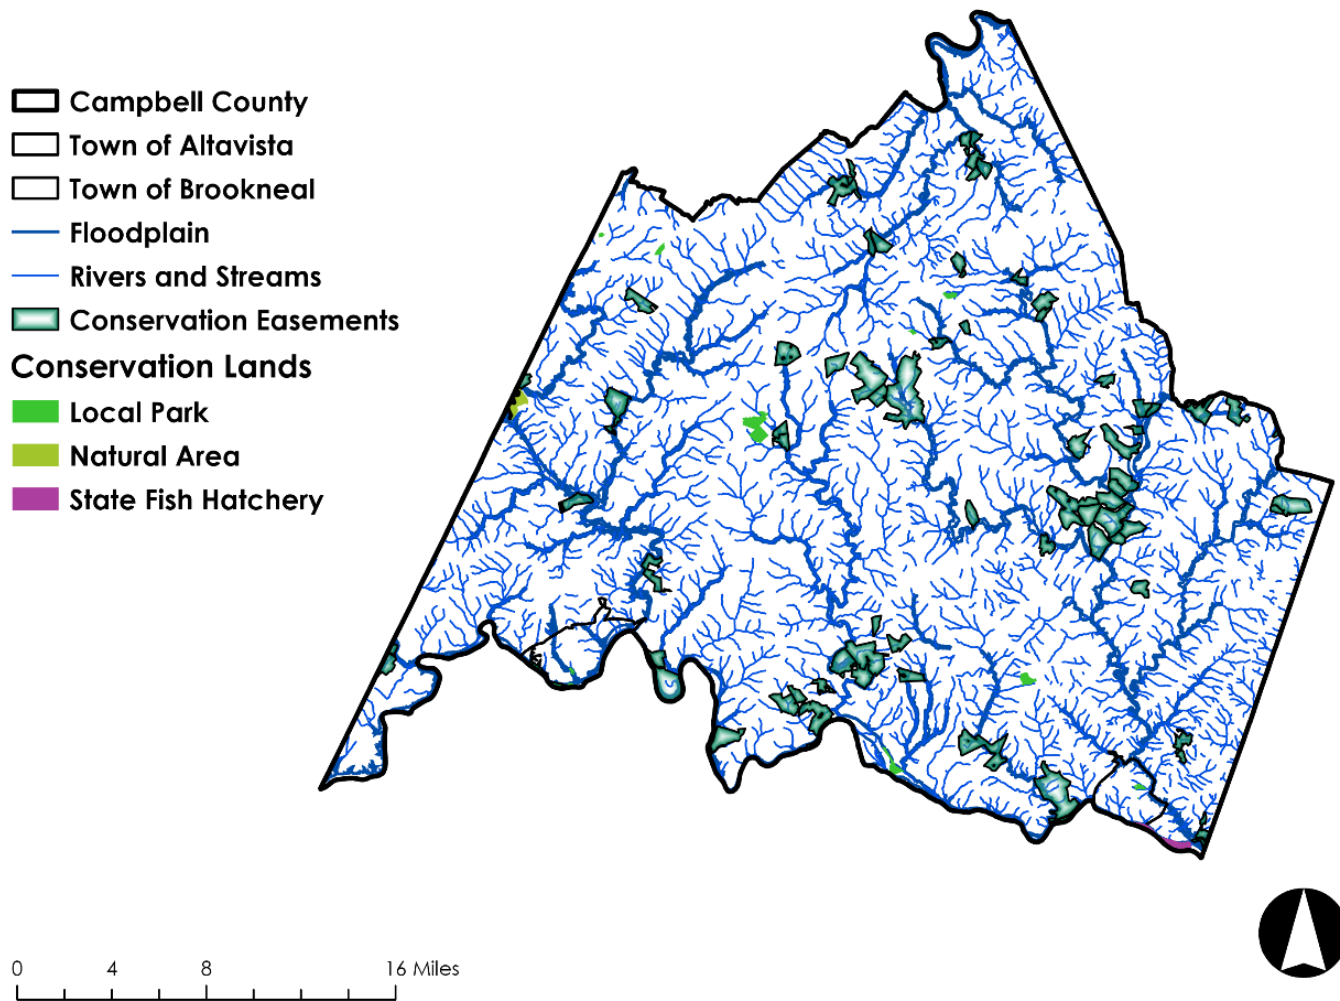 Campbell County
Town of Altavista
Town of Brookneal
Floodplain
Rivers and Streams
Conservation Easements
Conservation Lands
Local Park
Natural Area
State Fish Hatchery
0 4 8 16 Miles